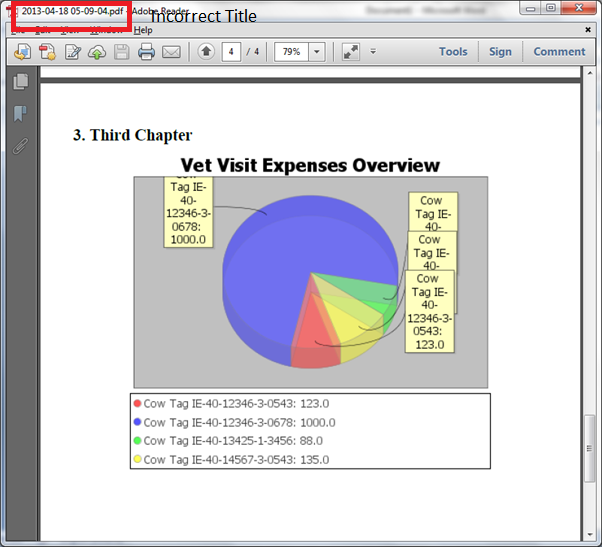 2013-04-18 05-09-04.pdf - Adobe Reader
Incorrect Title
File Edit View Window Help
4 / 4
79%
Tools
Sign
Comment
3. Third Chapter
Vet Visit Expenses Overview
Cow
Tag IE-
40-
12346-3-
0678:
1000.0
Cow
Tag IE-
40-
Cow
Tag IE-
40-
Cow
Tag IE-
40-
12346-3-
0543:
123.0
Cow Tag IE-40-12346-3-0543: 123.0
Cow Tag IE-40-12346-3-0678: 1000.0
Cow Tag IE-40-13425-1-3456: 88.0
Cow Tag IE-40-14567-3-0543: 135.0